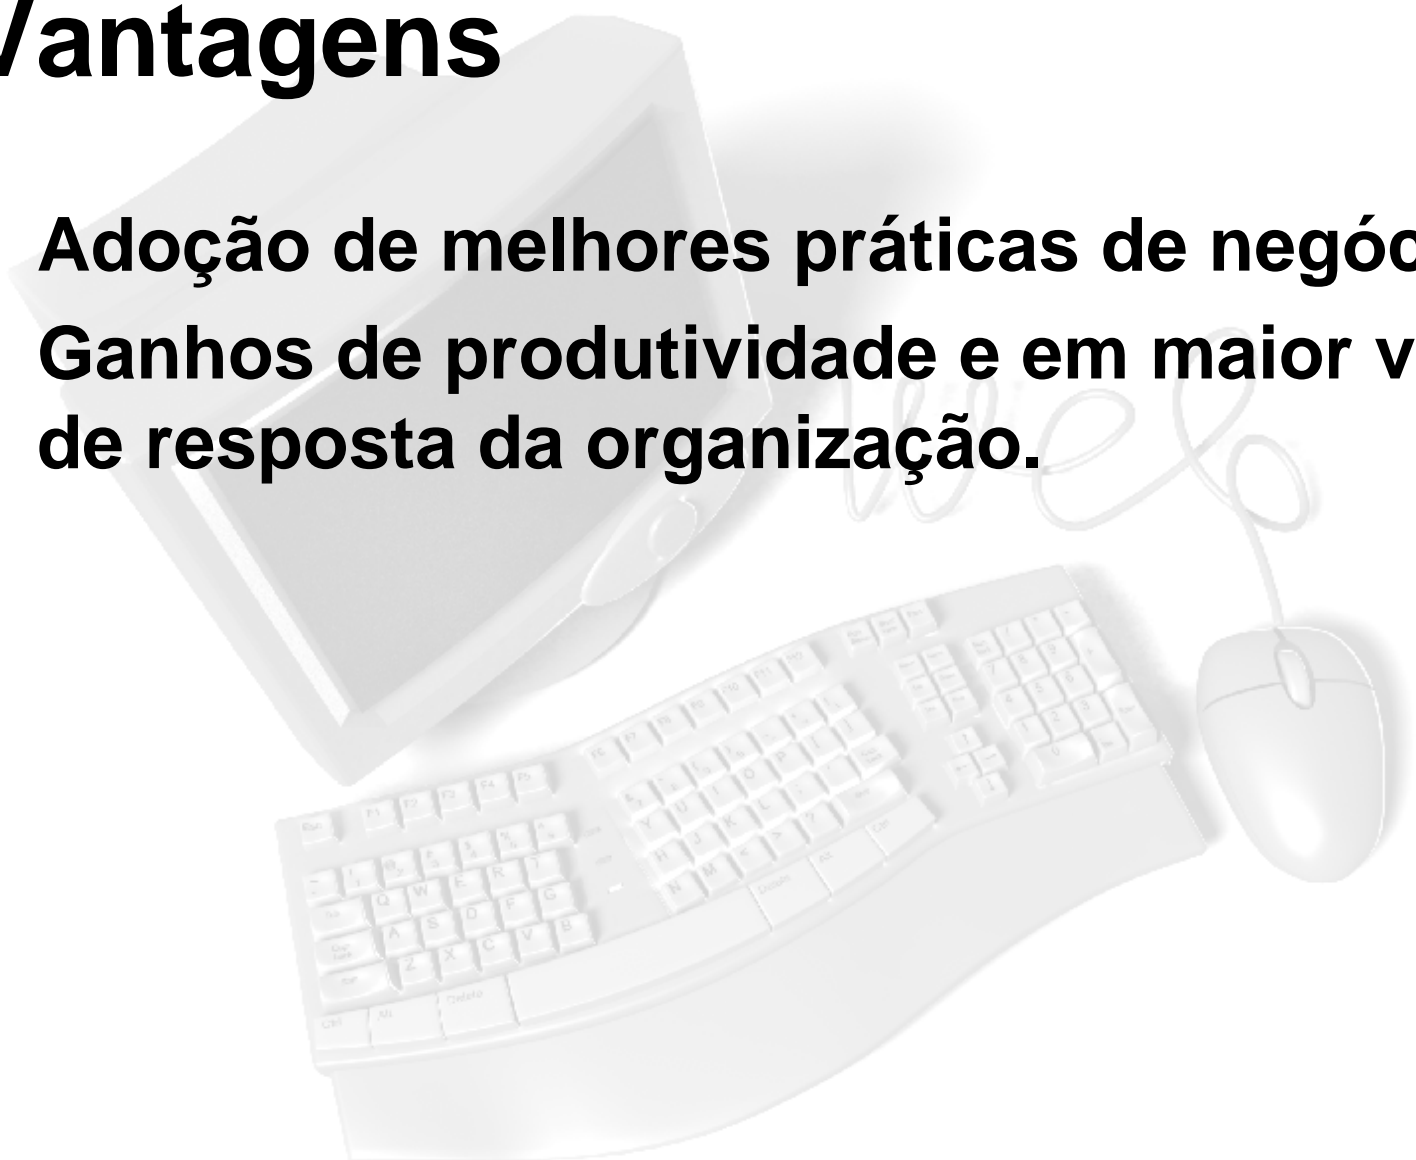 Vantagens
Adoção de melhores práticas de negóc
Ganhos de produtividade e em maior v
de resposta da organização.